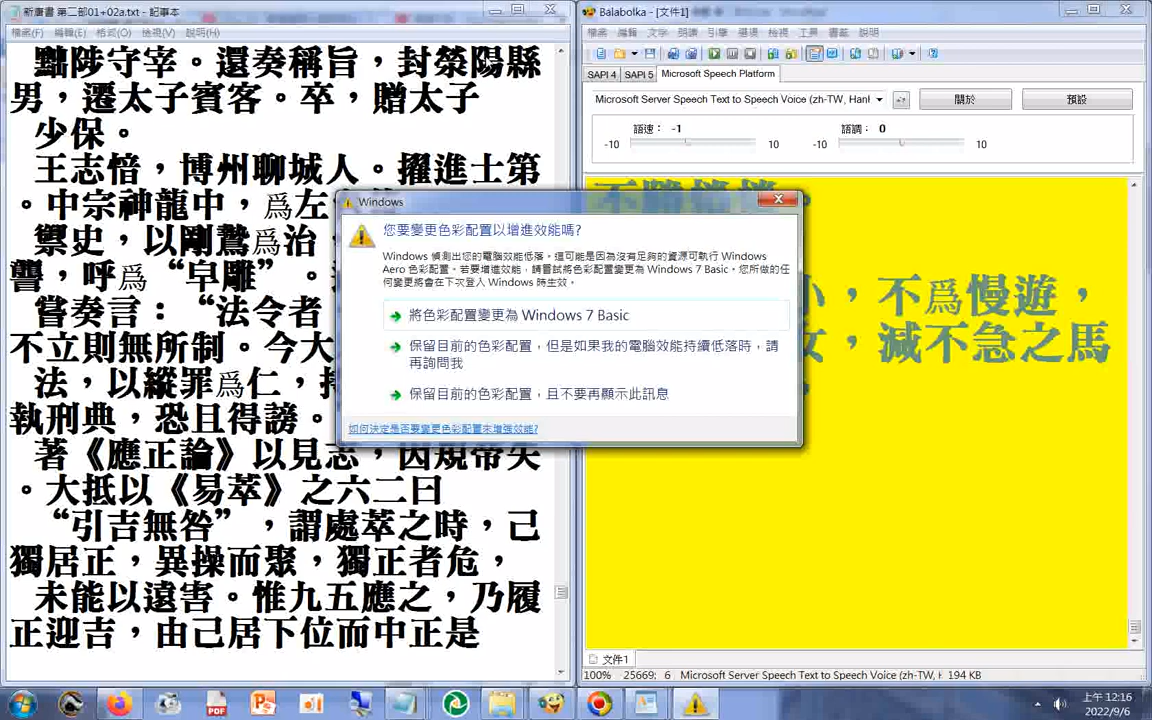 新唐書 第二部01+02a.txt - 記事本
檔案(F) 編輯(E) 格式(O) 檢視(V) 說明(H)
黜陟守宰。還奏稱旨，封滎陽縣
男，遷太子賓客。卒，贈太子
少保。
王志愔，博州聊城人。擢進士第
。中宗神龍中，爲左
禦史，以剛鷙爲治，
讋，呼爲“皁雕”。
嘗奏言：“法令者
不立則無所制。今大
法，以縱罪爲仁，
執刑典，恐且得謗。
著《應正論》以見志，因規帝失
。大抵以《易萃》之六二曰
“引吉無咎”，謂處萃之時，己
獨居正，異操而聚，獨正者危，
未能以遠害。惟九五應之，乃履
正迎吉，由己居下位而中正是
Balabolka - [文件1]
檔案 編輯 文字 朗讀 引擎 選項 檢視 工具 書籤 說明
SAPI 4 SAPI 5 Microsoft Speech Platform
Microsoft Server Speech Text to Speech Voice (zh-TW, Hanl
關於
預設
語速： -1
語調： 0
-10 10 -10 10
小，不爲慢遊，
女，減不急之馬
Windows
您要變更色彩配置以增進效能嗎?
Windows 偵測出您的電腦效能低落。這可能是因為沒有足夠的資源可執行 Windows
Aero 色彩配置。若要增進效能，請嘗試將色彩配置變更為 Windows 7 Basic。您所做的任
何變更將會在下次登入 Windows 時生效。
將色彩配置變更為 Windows 7 Basic
保留目前的色彩配置，但是如果我的電腦效能持續低落時，請
再詢問我
保留目前的色彩配置，且不要再顯示此訊息
如何決定是否要變更色彩配置來增強效能?
文件1
100% 25669; 6 Microsoft Server Speech Text to Speech Voice (zh-TW, H 194 KB
PDF
上午 12:16
2022/9/6